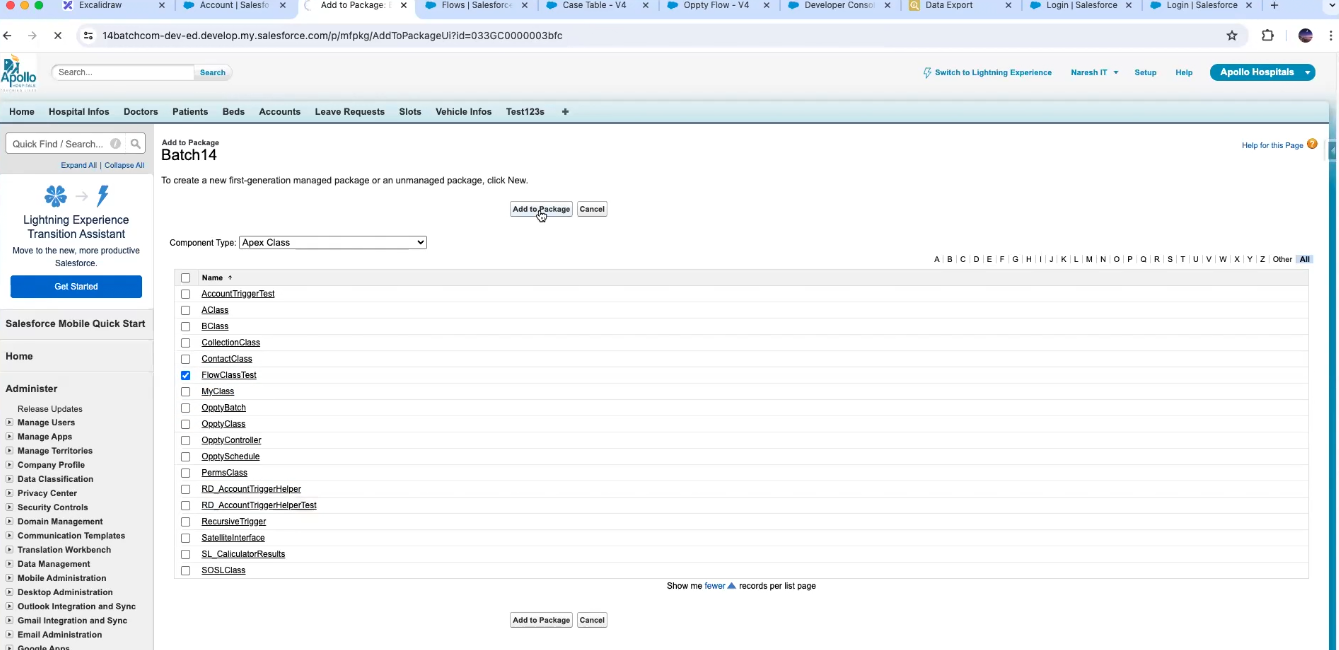 Excalidraw
Account | Salesfo
Add to Package:
Flows | Salesforce
Case Table - V4
Oppty Flow - V4
Developer Conso
Data Export
Login | Salesforce
Login | Salesforce
14batchcom-dev-ed.develop.my.salesforce.com/p/mfpkg/AddToPackageUi?id=033GC0000003bfc
Apollo
HOSPITALS
Search...
Search
Switch to Lightning Experience
Naresh IT
Setup
Help
Apollo Hospitals
Home
Hospital Infos
Doctors
Patients
Beds
Accounts
Leave Requests
Slots
Vehicle Infos
Test123s
Quick Find / Search...
Expand All | Collapse All
Lightning Experience
Transition Assistant
Move to the new, more productive
Salesforce.
Get Started
Salesforce Mobile Quick Start
Home
Administer
Release Updates
Manage Users
Manage Apps
Manage Territories
Company Profile
Data Classification
Privacy Center
Security Controls
Domain Management
Communication Templates
Translation Workbench
Data Management
Mobile Administration
Desktop Administration
Outlook Integration and Sync
Gmail Integration and Sync
Email Administration
Google Apps
Add to Package
Batch14
Help for this Page
To create a new first-generation managed package or an unmanaged package, click New.
Add to Package
Cancel
Component Type: Apex Class
A | B | C | D | E | F | G | H | I | J | K | L | M | N | O | P | Q | R | S | T | U | V | W | X | Y | Z | Other | All
Name
AccountTriggerTest
AClass
BClass
CollectionClass
ContactClass
FlowClassTest
MyClass
OpptyBatch
OpptyClass
OpptyController
OpptySchedule
PermsClass
RD_AccountTriggerHelper
RD_AccountTriggerHelperTest
RecursiveTrigger
SatelliteInterface
SL_CaliculatorResults
SOSLClass
Show me fewer records per list page
Add to Package
Cancel